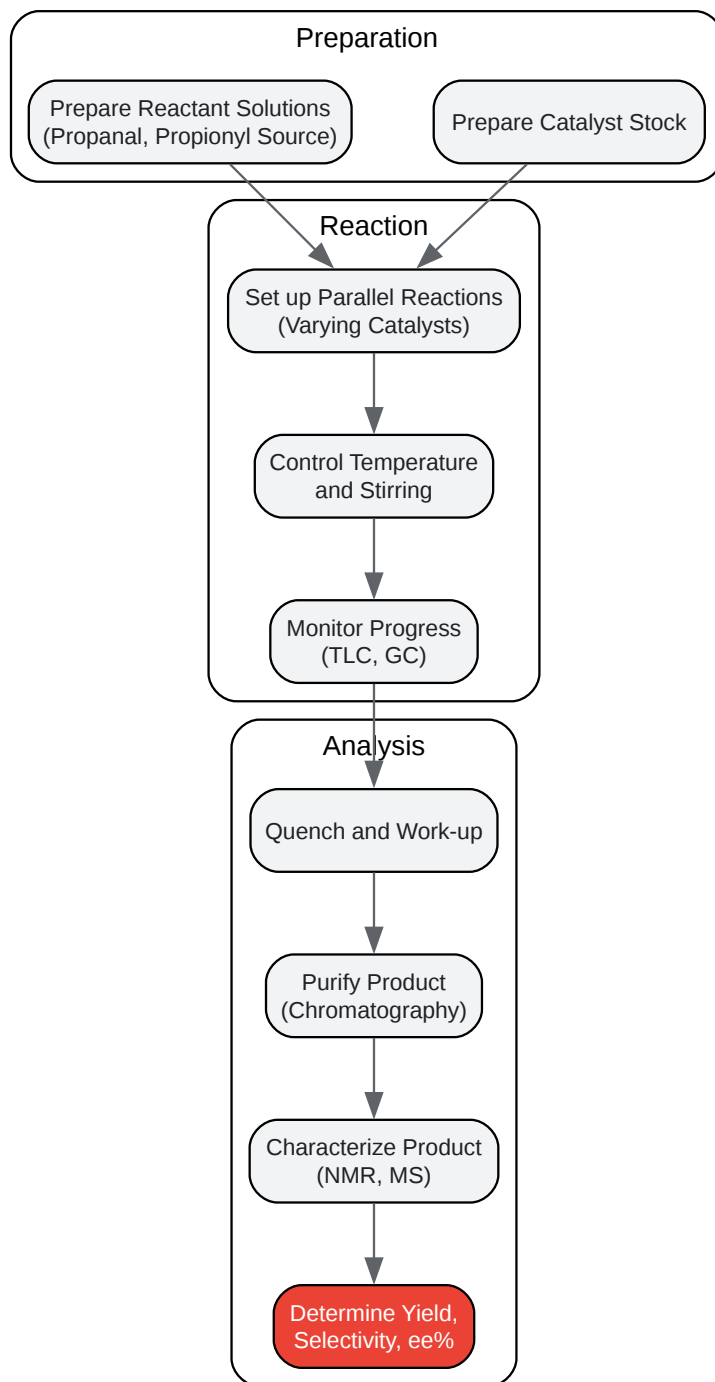 Preparation
Prepare Reactant Solutions
(Propanal, Propionyl Source)
Prepare Catalyst Stock
Reaction
Set up Parallel Reactions
(Varying Catalysts)
Control Temperature
and Stirring
Monitor Progress
(TLC, GC)
Analysis
Quench and Work-up
Purify Product
(Chromatography)
Characterize Product
(NMR, MS)
Determine Yield,
Selectivity, ee%